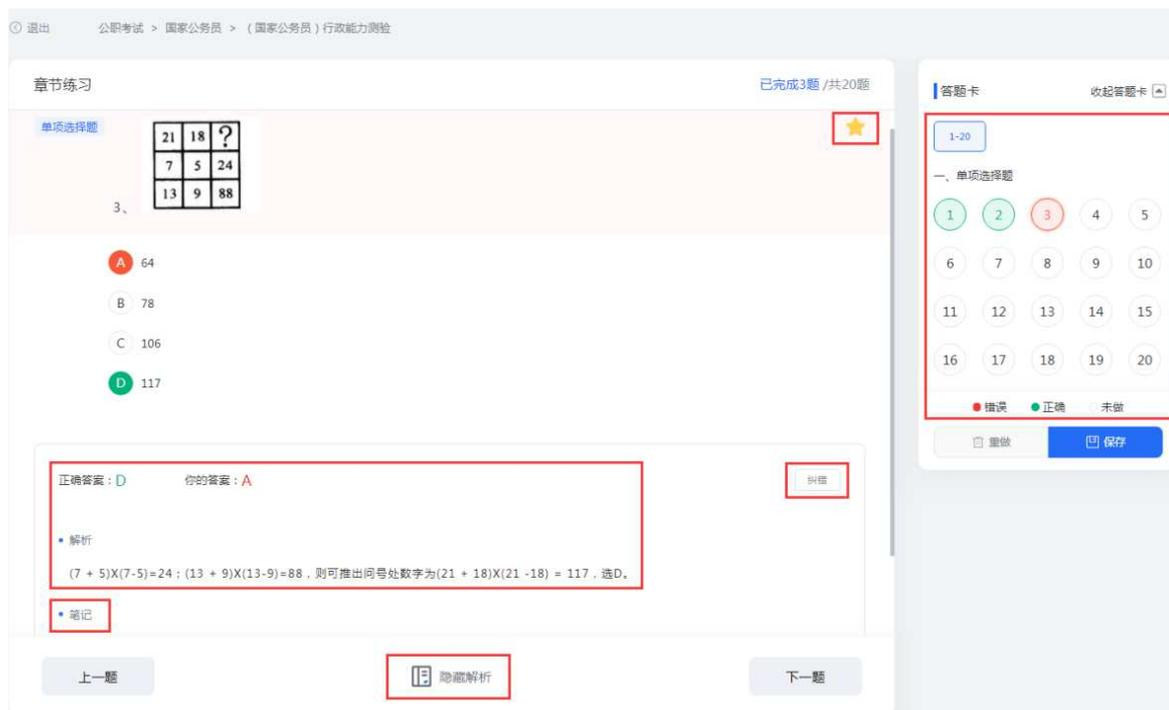 退出 公职考试 > 国家公务员 > （国家公务员）行政能力测验
章节练习 已完成3题 /共20题
单项选择题
21 18 ?
7 5 24
13 9 88
3、
A 64
B 78
C 106
D 117
正确答案：D 你的答案：A
纠错
解析
(7 + 5)X(7-5)=24；(13 + 9)X(13-9)=88，则可推出问号处数字为(21 + 18)X(21 -18) = 117，选D。
笔记
上一题 隐藏解析 下一题
答题卡 收起答题卡
1-20
一、单项选择题
1 2 3 4 5
6 7 8 9 10
11 12 13 14 15
16 17 18 19 20
错误 正确 未做
重做 保存